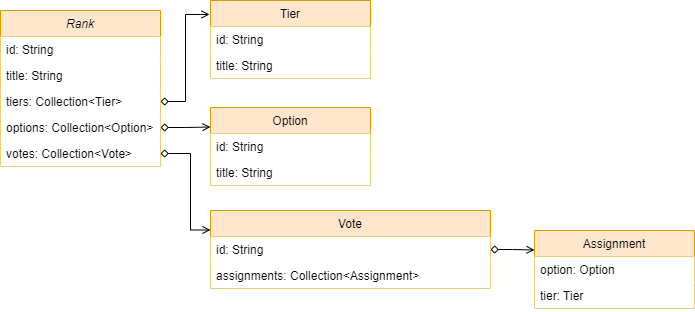 Rank
id: String
title: String
tiers: Collection<Tier>
options: Collection<Option>
votes: Collection<Vote>
Tier
id: String
title: String
Option
id: String
title: String
Vote
id: String
assignments: Collection<Assignment>
Assignment
option: Option
tier: Tier